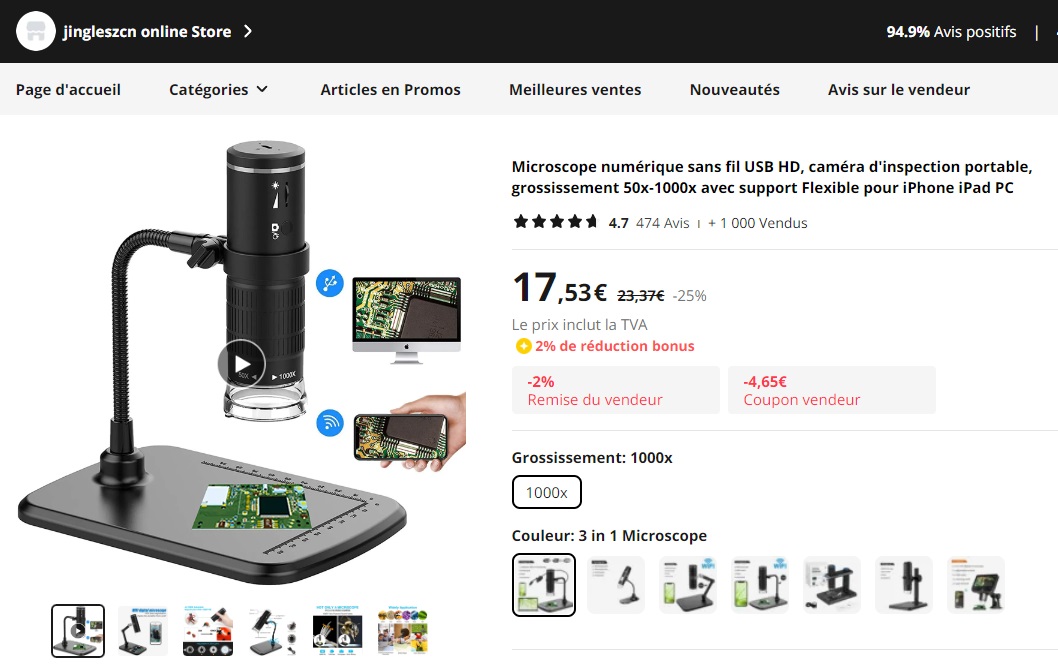 jingleszcn online Store
94.9% Avis positifs |
Page d'accueil Catégories Articles en Promos Meilleures ventes Nouveautés Avis sur le vendeur
Microscope numérique sans fil USB HD, caméra d'inspection portable,
grossissement 50x-1000x avec support Flexible pour iPhone iPad PC
4.7 474 Avis + 1 000 Vendus
17,53€ 23,37€ -25%
Le prix inclut la TVA
2% de réduction bonus
-2%
Remise du vendeur
-4,65€
Coupon vendeur
50X 1000X
Grossissement: 1000x
1000x
Couleur: 3 in 1 Microscope